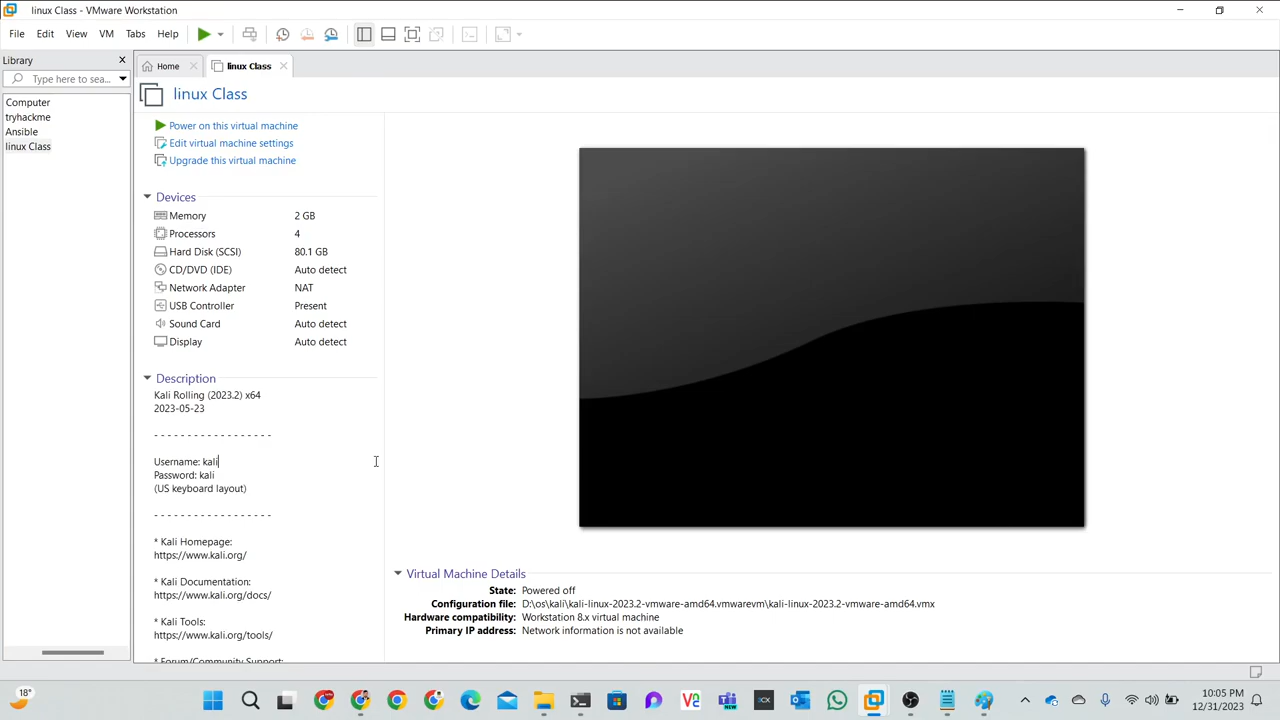 linux Class - VMware Workstation
File Edit View VM Tabs Help
Library
Type here to sea...
Computer
tryhackme
Ansible
linux Class
Home
linux Class
linux Class
Power on this virtual machine
Edit virtual machine settings
Upgrade this virtual machine
Devices
Memory 2 GB
Processors 4
Hard Disk (SCSI) 80.1 GB
CD/DVD (IDE) Auto detect
Network Adapter NAT
USB Controller Present
Sound Card Auto detect
Display Auto detect
Description
Kali Rolling (2023.2) x64
2023-05-23
- - - - - - - - - - - - - - - - - -
Username: kali
Password: kali
(US keyboard layout)
- - - - - - - - - - - - - - - - - -
* Kali Homepage:
https://www.kali.org/
* Kali Documentation:
https://www.kali.org/docs/
* Kali Tools:
https://www.kali.org/tools/
* Forum/Community Support:
Virtual Machine Details
State: Powered off
Configuration file: D:\os\kali\kali-linux-2023.2-vmware-amd64.vmwarevm\kali-linux-2023.2-vmware-amd64.vmx
Hardware compatibility: Workstation 8.x virtual machine
Primary IP address: Network information is not available
18°
10:05 PM
12/31/2023